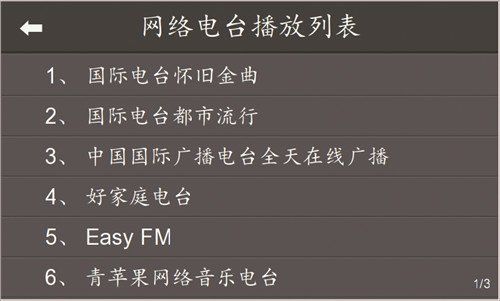 网络电台播放列表
1、 国际电台怀旧金曲
2、 国际电台都市流行
3、 中国国际广播电台全天在线广播
4、 好家庭电台
5、 Easy FM
6、 青苹果网络音乐电台
1/3